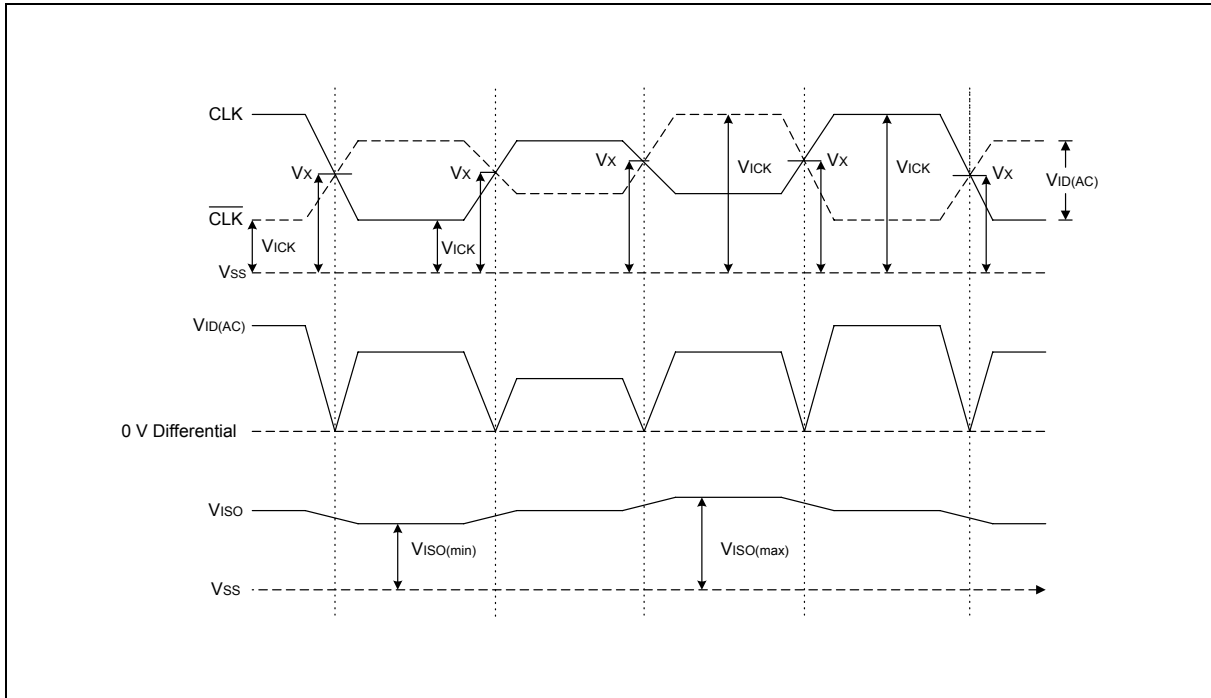 CLK
VX
VX
VX
VICK
VX
VICK
VX
VID(AC)
CLK
VICK
VICK
VSS
VID(AC)
0 V Differential
VISO
VISO(min)
VISO(max)
VSS